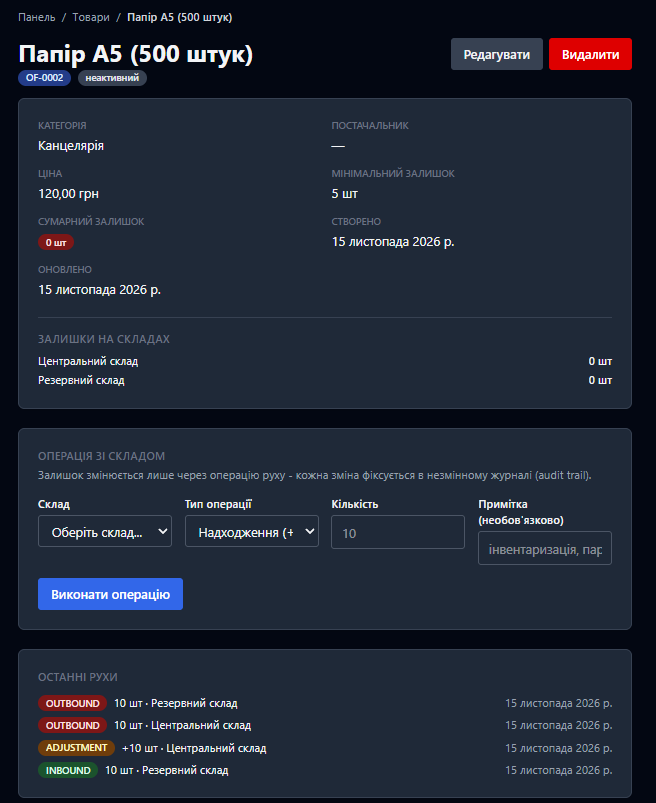 Панель / Товари / Папір А5 (500 штук)
Папір А5 (500 штук)
Редагувати
Видалити
OF-0002
неактивний
КАТЕГОРІЯ
ПОСТАЧАЛЬНИК
Канцелярія
—
ЦІНА
МІНІМАЛЬНИЙ ЗАЛИШОК
120,00 грн
5 шт
СУМАРНИЙ ЗАЛИШОК
СТВОРЕНО
0 шт
15 листопада 2026 р.
ОНОВЛЕНО
15 листопада 2026 р.
ЗАЛИШКИ НА СКЛАДАХ
Центральний склад 0 шт
Резервний склад 0 шт
ОПЕРАЦІЯ ЗІ СКЛАДОМ
Залишок змінюється лише через операцію руху - кожна зміна фіксується в незмінному журналі (audit trail).
Склад
Оберіть склад...
Тип операції
Надходження (+
Кількість
10
Примітка
(необов'язково)
інвентаризація, пар
Виконати операцію
ОСТАННІ РУХИ
OUTBOUND 10 шт · Резервний склад 15 листопада 2026 р.
OUTBOUND 10 шт · Центральний склад 15 листопада 2026 р.
ADJUSTMENT +10 шт · Центральний склад 15 листопада 2026 р.
INBOUND 10 шт · Резервний склад 15 листопада 2026 р.